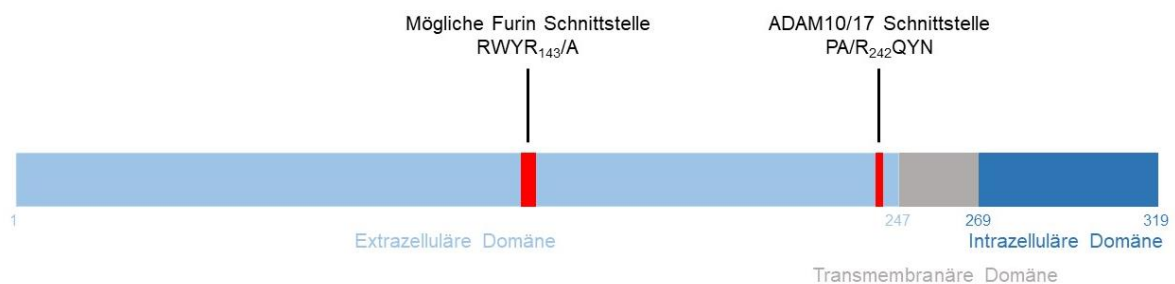 Mögliche Furin Schnittstelle
RWYR₁₄₃/A
ADAM10/17 Schnittstelle
PA/R₂₄₂QYN
1
247
269
319
Extrazelluläre Domäne
Intrazelluläre Domäne
Transmembranäre Domäne